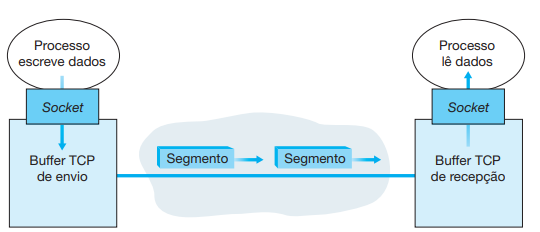 Processo
escreve dados
Processo
lê dados
Socket
Socket
Segmento
Segmento
Buffer TCP
de envio
Buffer TCP
de recepção